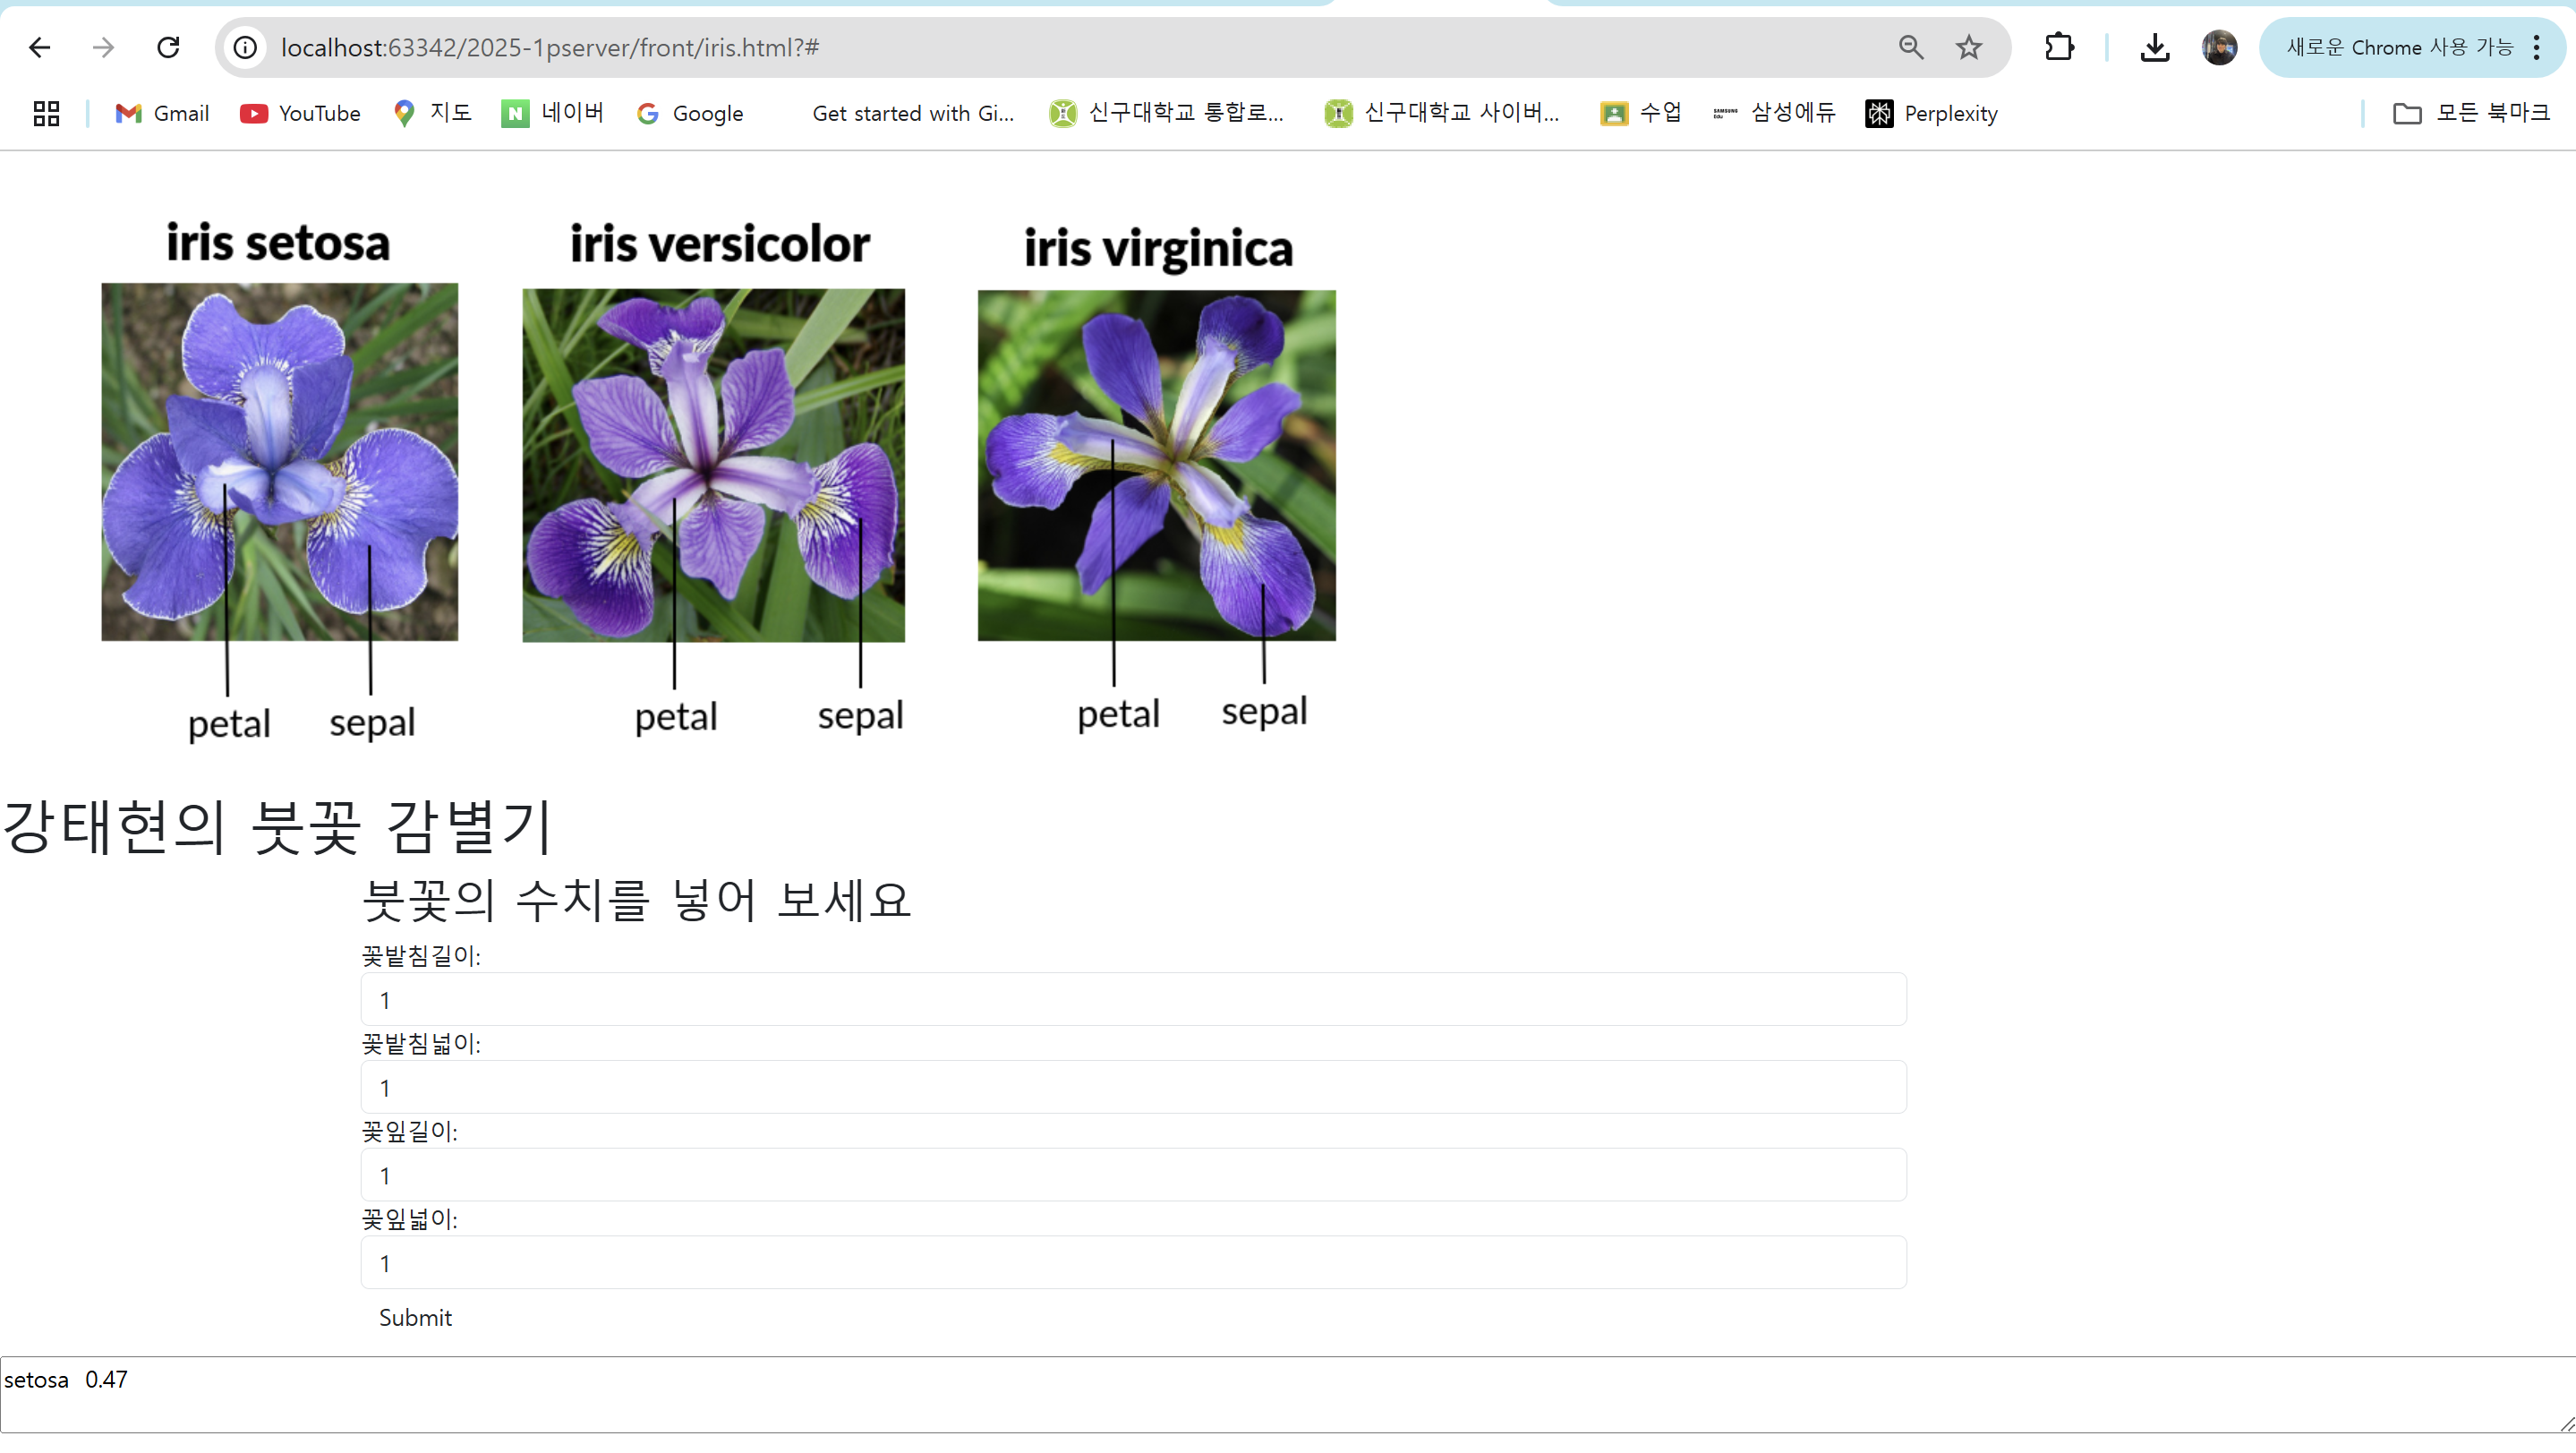 localhost:63342/2025-1pserver/front/iris.html?#
새로운 Chrome 사용 가능
Gmail YouTube 지도 네이버 Google Get started with Gi... 신구대학교 통합로... 신구대학교 사이버... 수업 삼성에듀 Perplexity 모든 북마크
iris setosa iris versicolor iris virginica
petal sepal petal sepal petal sepal
강태현의 붓꽃 감별기
붓꽃의 수치를 넣어 보세요
꽃밭침길이:
1
꽃밭침넓이:
1
꽃잎길이:
1
꽃잎넓이:
1
Submit
setosa 0.47